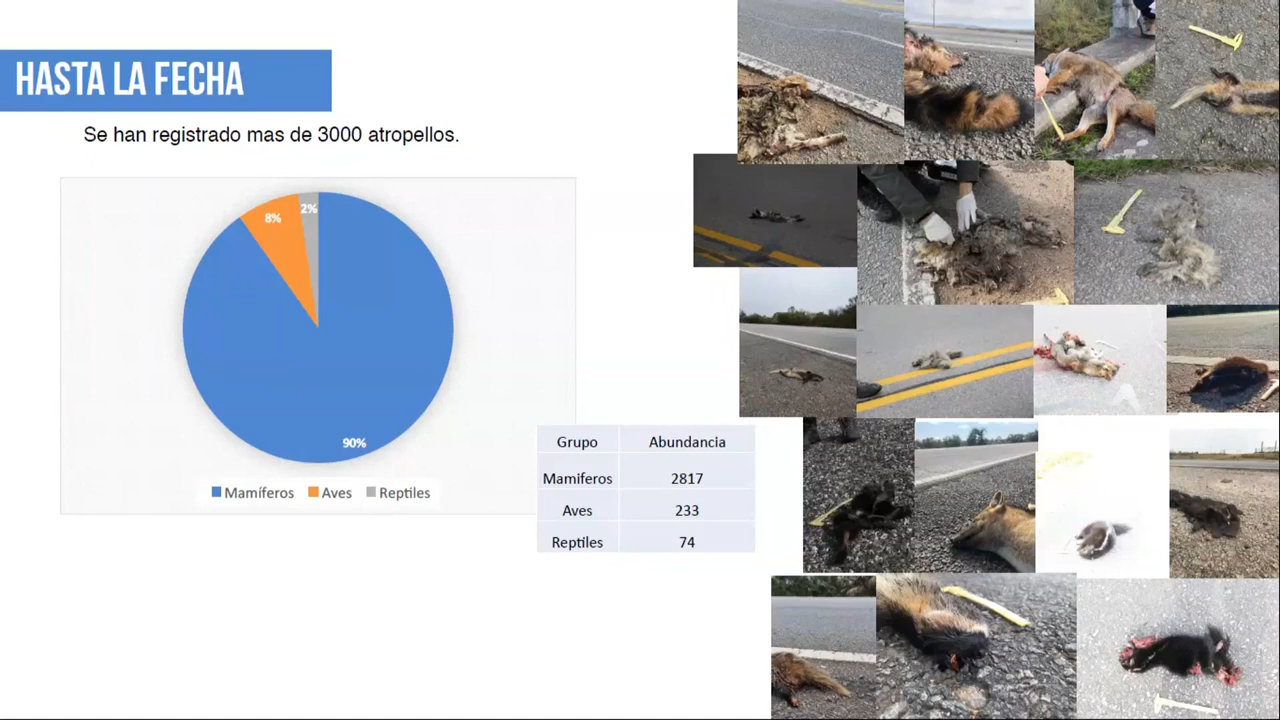 HASTA LA FECHA
Se han registrado mas de 3000 atropellos.
2%
8%
90%
Mamíferos Aves Reptiles
Grupo Abundancia
Mamiferos 2817
Aves 233
Reptiles 74